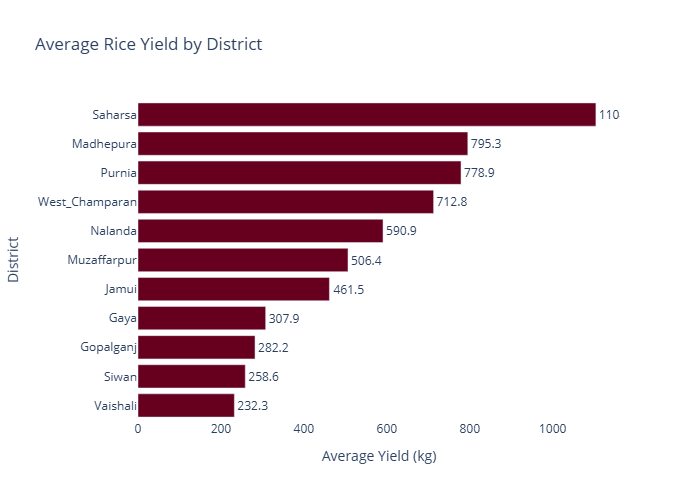 Average Rice Yield by District
Saharsa 110
Madhepura 795.3
Purnia 778.9
West_Champaran 712.8
Nalanda 590.9
Muzaffarpur 506.4
Jamui 461.5
Gaya 307.9
Gopalganj 282.2
Siwan 258.6
Vaishali 232.3
0 200 400 600 800 1000
Average Yield (kg)
District